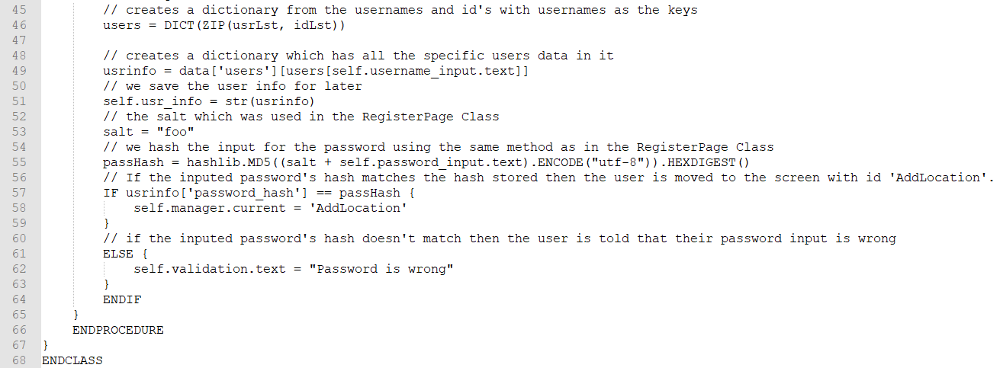 45 // creates a dictionary from the usernames and id's with usernames as the keys
46 users = DICT(ZIP(usrLst, idLst))
47
48 // creates a dictionary which has all the specific users data in it
49 usrinfo = data['users'][users[self.username_input.text]]
50 // we save the user info for later
51 self.usr_info = str(usrinfo)
52 // the salt which was used in the RegisterPage Class
53 salt = "foo"
54 // we hash the input for the password using the same method as in the RegisterPage Class
55 passHash = hashlib.MD5((salt + self.password_input.text).ENCODE("utf-8")).HEXDIGEST()
56 // If the inputed password's hash matches the hash stored then the user is moved to the screen with id 'AddLocation'.
57 IF usrinfo['password_hash'] == passHash {
58 self.manager.current = 'AddLocation'
59 }
60 // if the inputed password's hash doesn't match then the user is told that their password input is wrong
61 ELSE {
62 self.validation.text = "Password is wrong"
63 }
64 ENDIF
65 }
66 ENDPROCEDURE
67 }
68 ENDCLASS